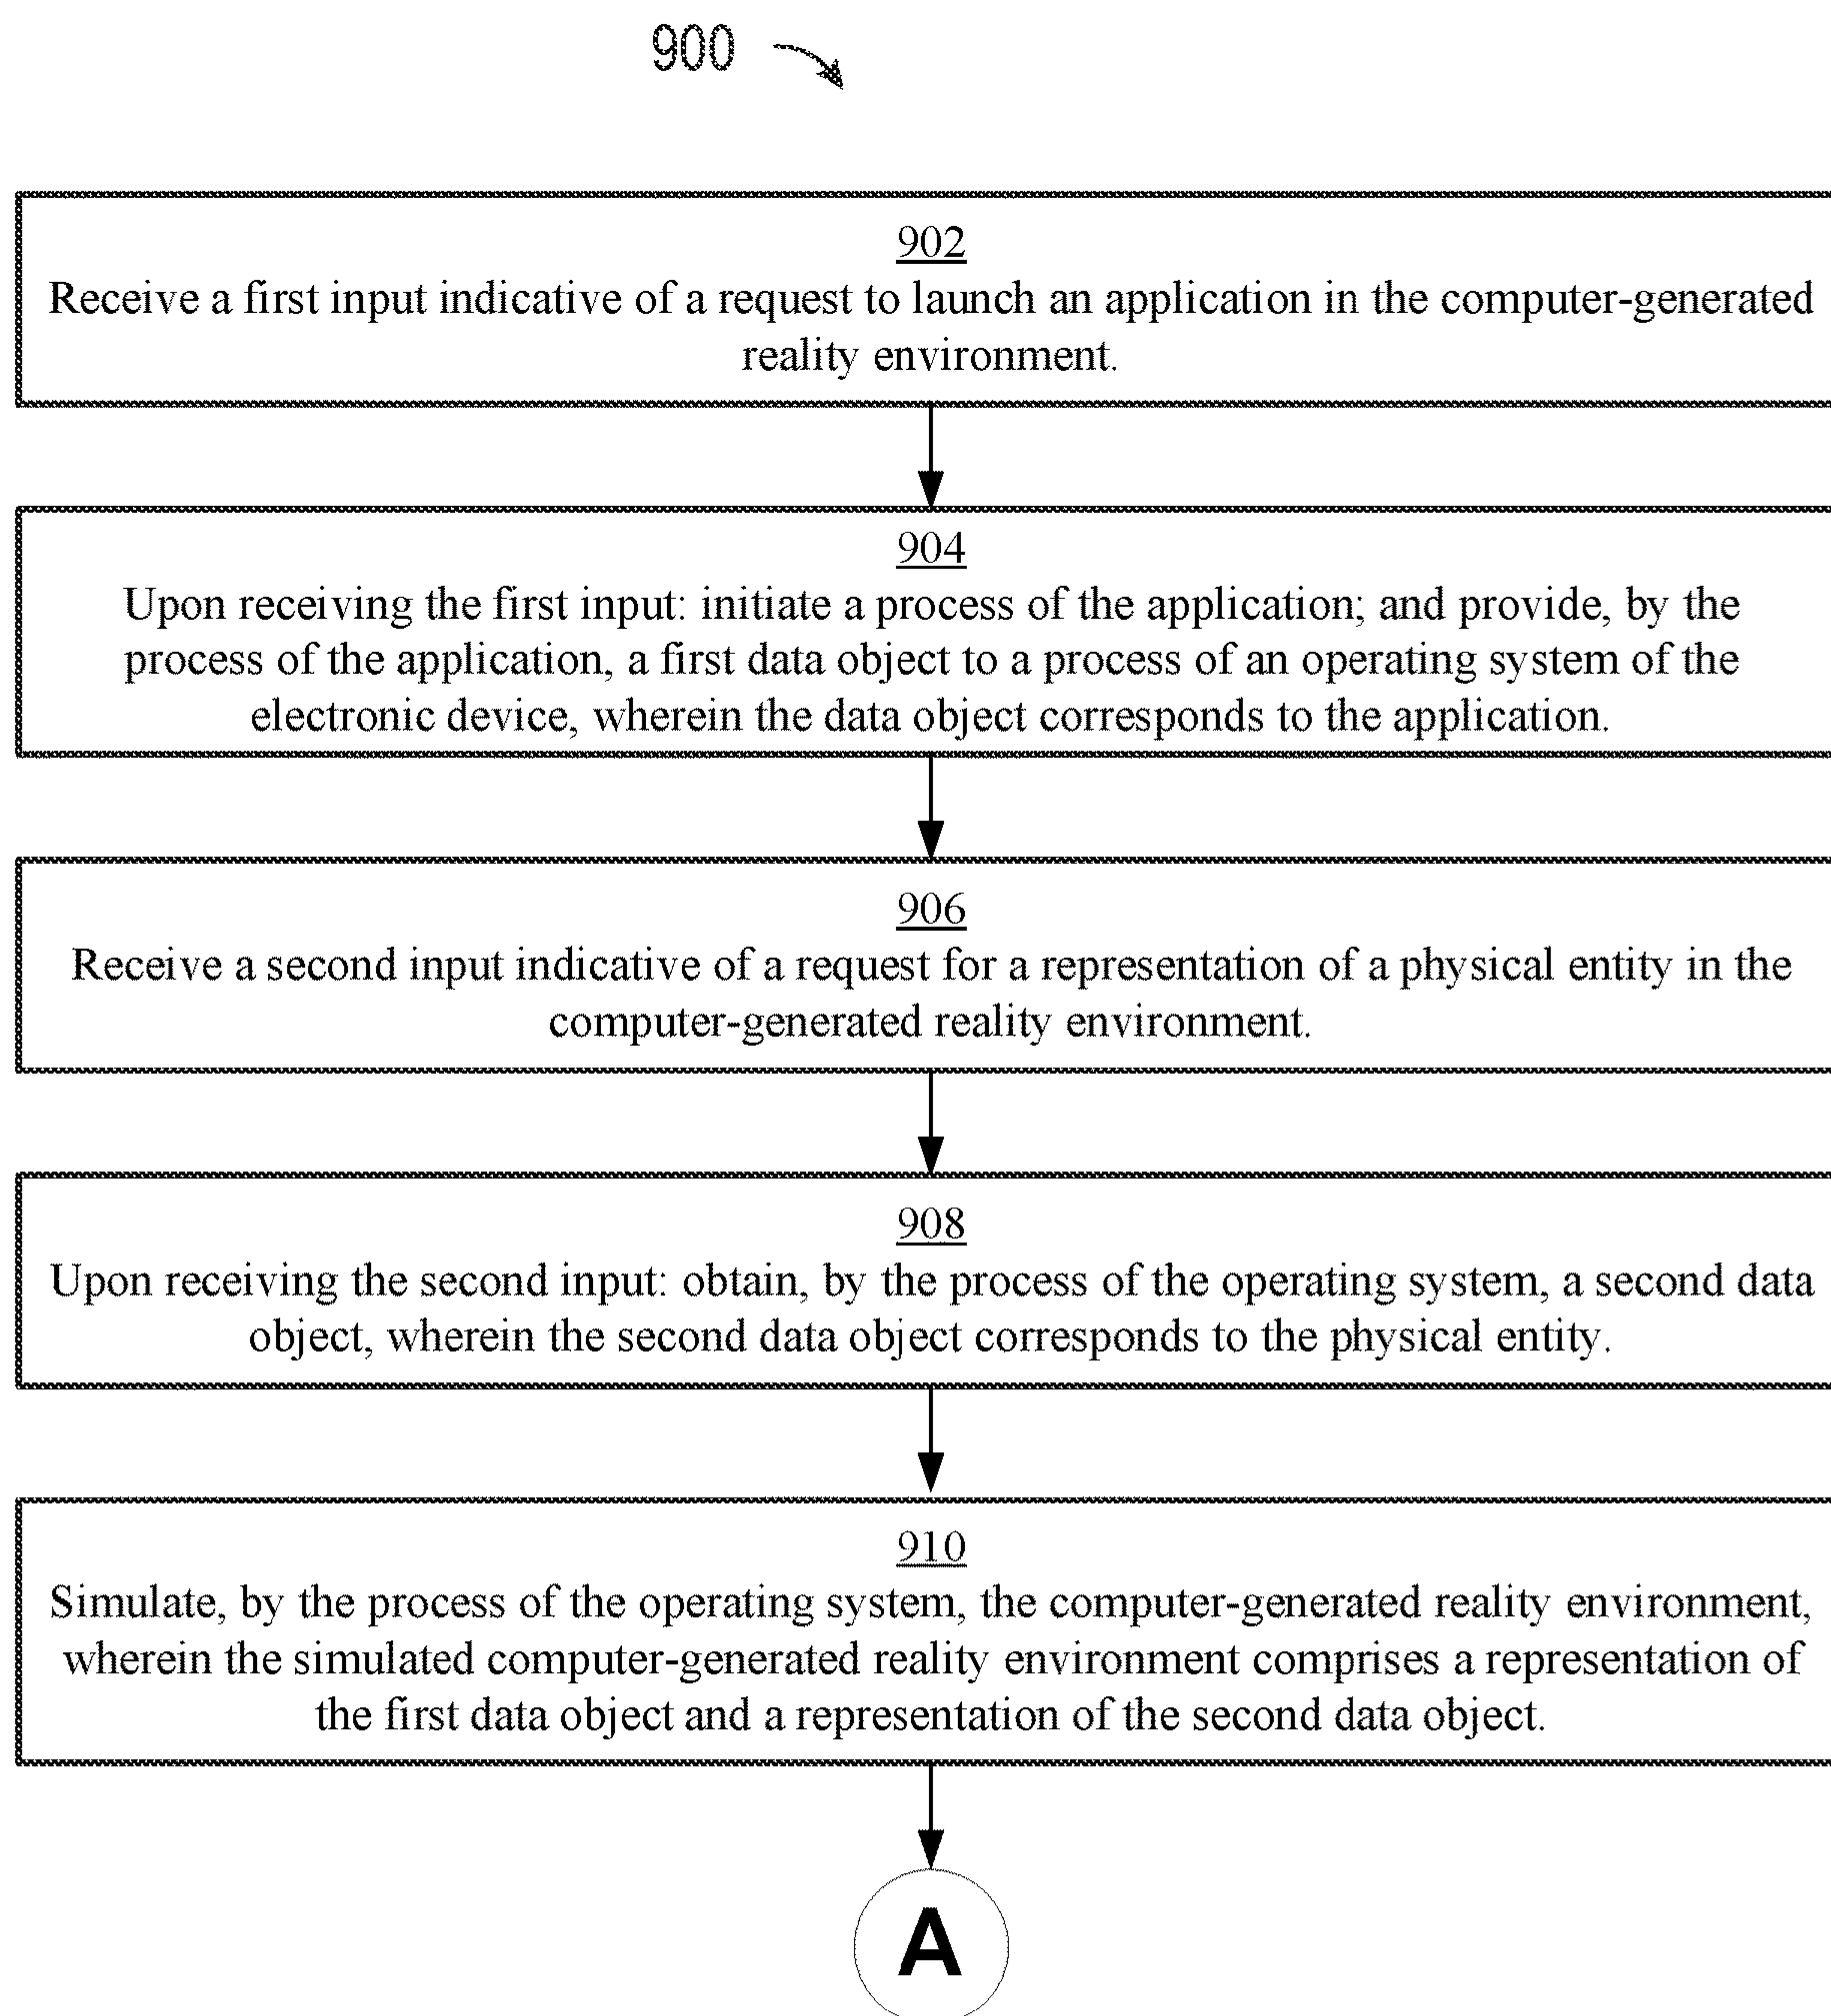 900
902
Receive a first input indicative of a request to launch an application in the computer-generated
reality environment.
904
Upon receiving the first input: initiate a process of the application; and provide, by the
process of the application, a first data object to a process of an operating system of the
electronic device, wherein the data object corresponds to the application.
906
Receive a second input indicative of a request for a representation of a physical entity in the
computer-generated reality environment.
908
Upon receiving the second input: obtain, by the process of the operating system, a second data
object, wherein the second data object corresponds to the physical entity.
910
Simulate, by the process of the operating system, the computer-generated reality environment,
wherein the simulated computer-generated reality environment comprises a representation of
the first data object and a representation of the second data object.
A